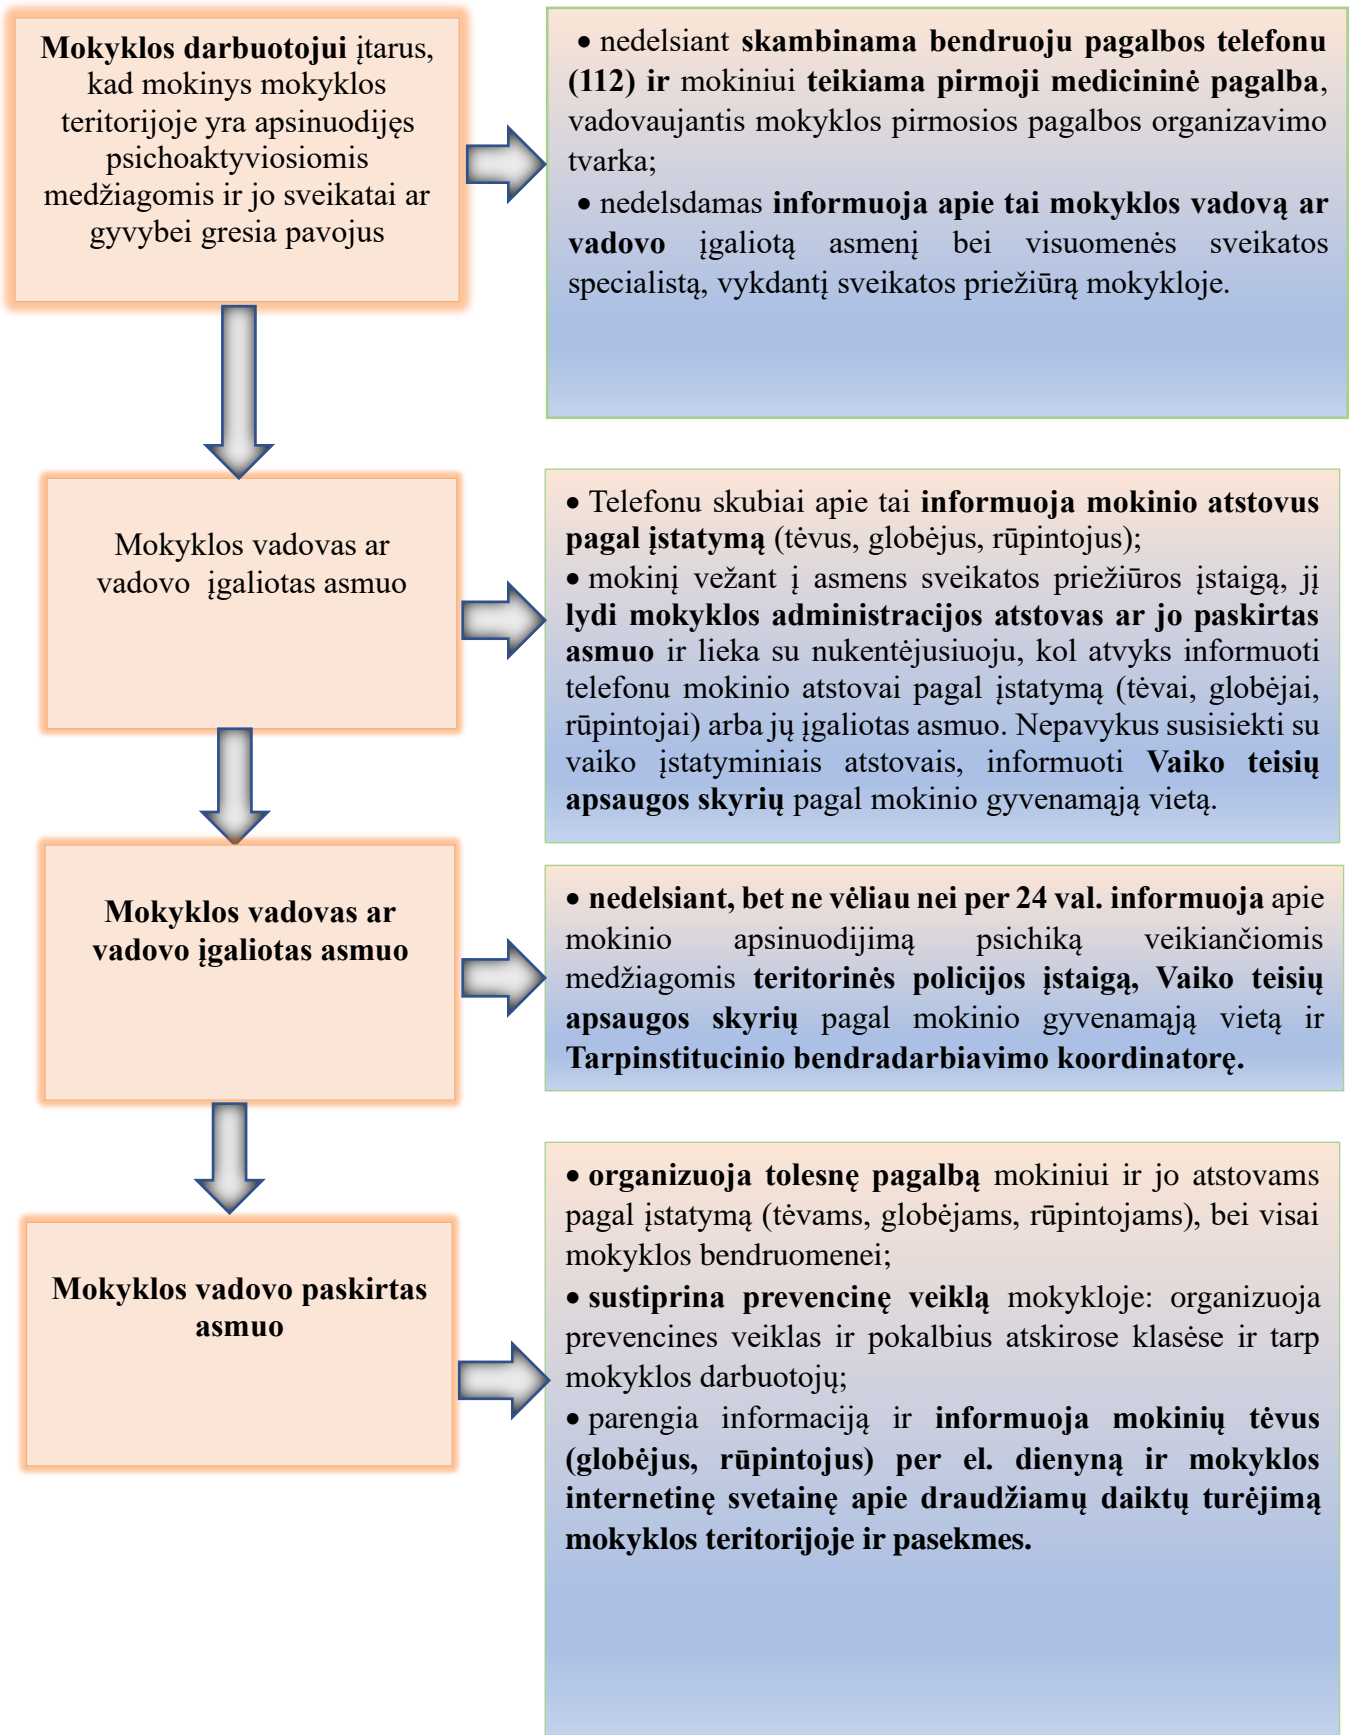 Mokyklos darbuotojui įtarus,
kad mokinys mokyklos
teritorijoje yra apsinuodijęs
psichoaktyviosiomis
medžiagomis ir jo sveikatai ar
gyvybei gresia pavojus
• nedelsiant skambinama bendruoju pagalbos telefonu
(112) ir mokiniui teikiama pirmoji medicininė pagalba,
vadovaujantis mokyklos pirmosios pagalbos organizavimo
tvarka;
• nedelsdamas informuoja apie tai mokyklos vadovą ar
vadovo įgaliotą asmenį bei visuomenės sveikatos
specialistą, vykdantį sveikatos priežiūrą mokykloje.
Mokyklos vadovas ar
vadovo įgaliotas asmuo
• Telefonu skubiai apie tai informuoja mokinio atstovus
pagal įstatymą (tėvus, globėjus, rūpintojus);
• mokinį vežant į asmens sveikatos priežiūros įstaigą, jį
lydi mokyklos administracijos atstovas ar jo paskirtas
asmuo ir lieka su nukentėjusiuoju, kol atvyks informuoti
telefonu mokinio atstovai pagal įstatymą (tėvai, globėjai,
rūpintojai) arba jų įgaliotas asmuo. Nepavykus susisiekti su
vaiko įstatyminiais atstovais, informuoti Vaiko teisių
apsaugos skyrių pagal mokinio gyvenamąją vietą.
Mokyklos vadovas ar
vadovo įgaliotas asmuo
• nedelsiant, bet ne vėliau nei per 24 val. informuoja apie
mokinio apsinuodijimą psichiką veikiančiomis
medžiagomis teritorinės policijos įstaigą, Vaiko teisių
apsaugos skyrių pagal mokinio gyvenamąją vietą ir
Tarpinstitucinio bendradarbiavimo koordinatorę.
Mokyklos vadovo paskirtas
asmuo
• organizuoja tolesnę pagalbą mokiniui ir jo atstovams
pagal įstatymą (tėvams, globėjams, rūpintojams), bei visai
mokyklos bendruomenei;
• sustiprina prevencinę veiklą mokykloje: organizuoja
prevencines veiklas ir pokalbius atskirose klasėse ir tarp
mokyklos darbuotojų;
• parengia informaciją ir informuoja mokinių tėvus
(globėjus, rūpintojus) per el. dienyną ir mokyklos
internetinę svetainę apie draudžiamų daiktų turėjimą
mokyklos teritorijoje ir pasekmes.